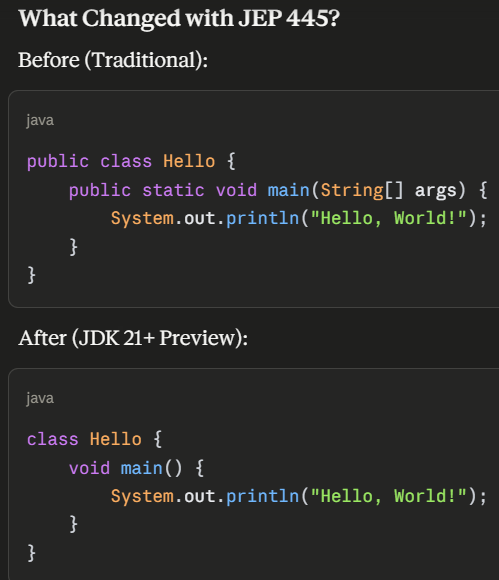 What Changed with JEP 445?
Before (Traditional):
java
public class Hello {
    public static void main(String[] args) {
        System.out.println("Hello, World!");
    }
}
After (JDK 21+ Preview):
java
class Hello {
    void main() {
        System.out.println("Hello, World!");
    }
}